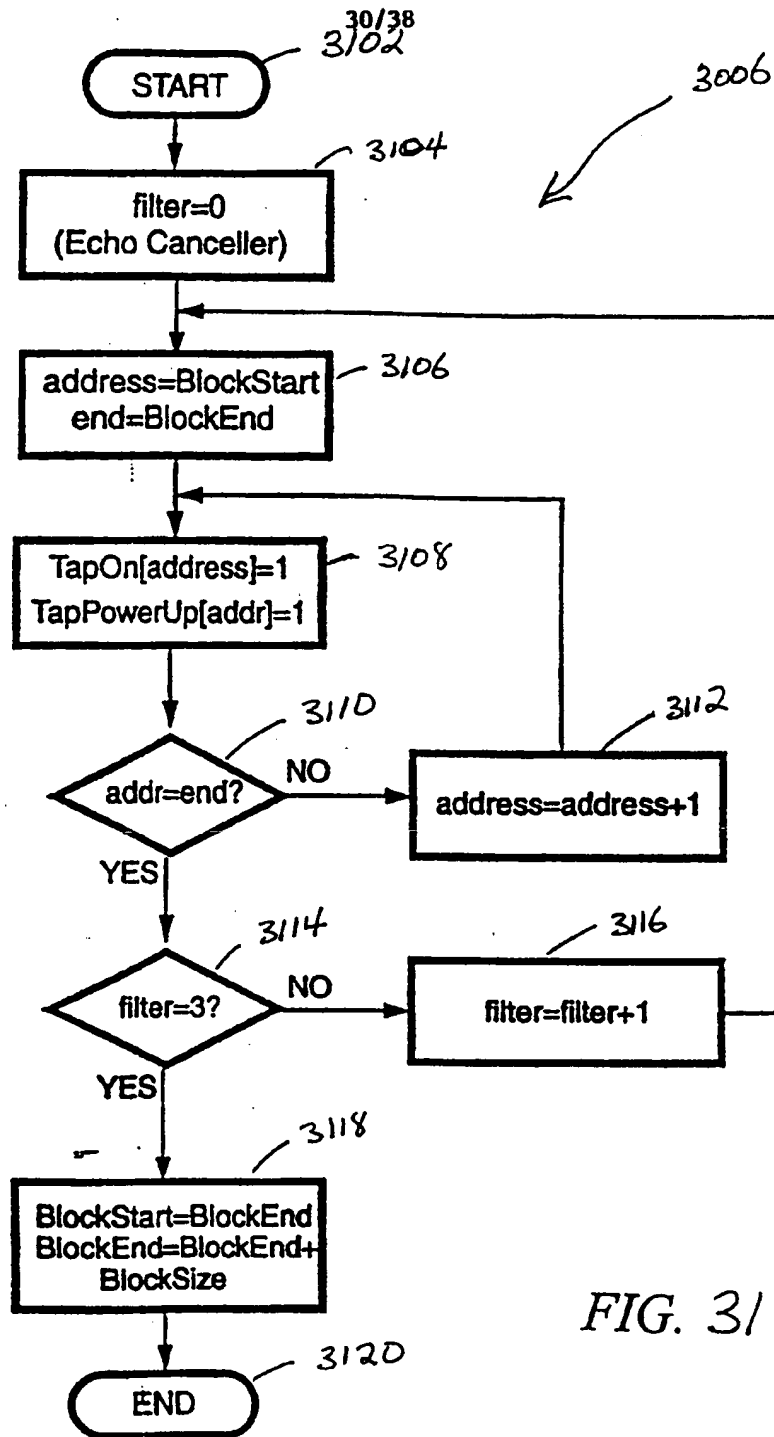 30/38
3102
START
3006
3104
filter=0
(Echo Canceller)
3106
address=BlockStart
end=BlockEnd
3108
TapOn[address]=1
TapPowerUp[addr]=1
3110
addr=end?
NO
3112
address=address+1
YES
3114
filter=3?
NO
3116
filter=filter+1
YES
3118
BlockStart=BlockEnd
BlockEnd=BlockEnd+
BlockSize
FIG. 31
3120
END